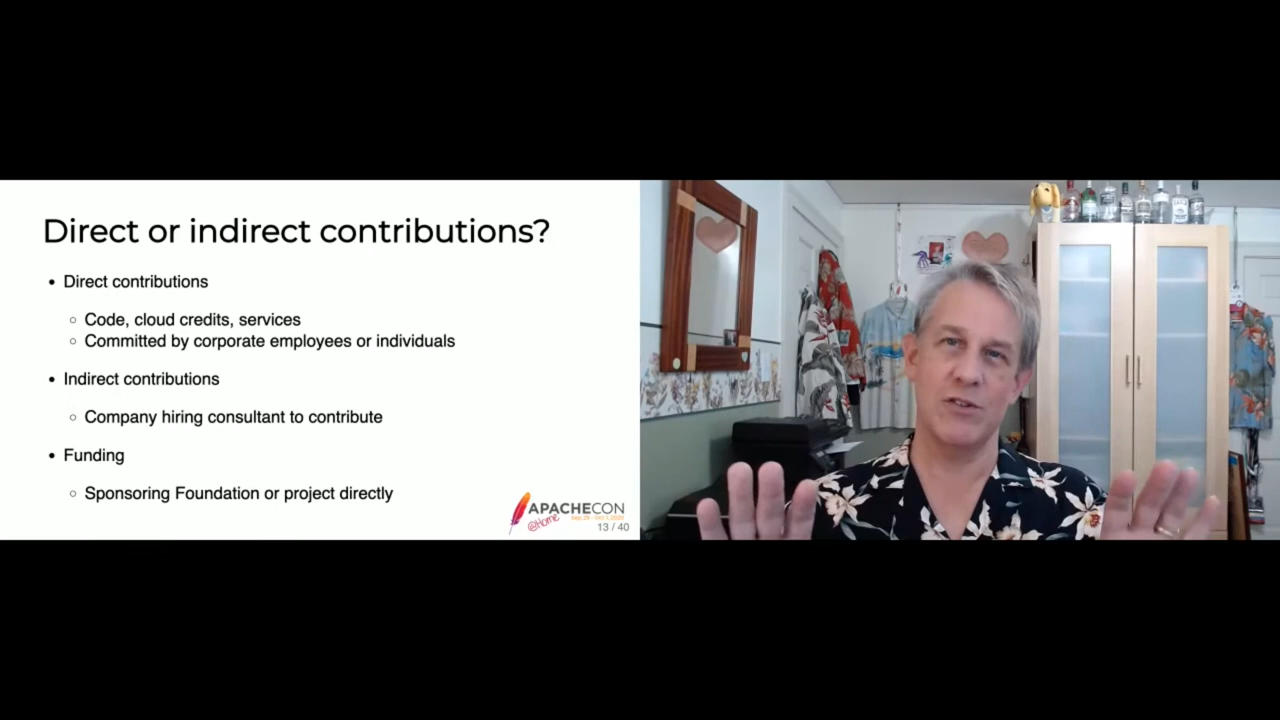 Direct or indirect contributions?
• Direct contributions
○ Code, cloud credits, services
○ Committed by corporate employees or individuals
• Indirect contributions
○ Company hiring consultant to contribute
• Funding
○ Sponsoring Foundation or project directly
APACHECON
@Home
13 / 40